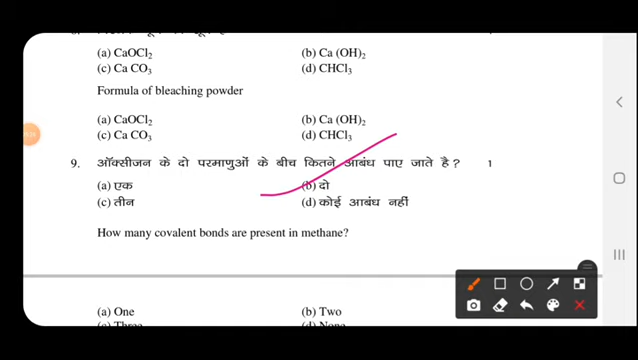 (a) CaOCl2 (b) Ca (OH)2
(c) Ca CO3 (d) CHCl3
Formula of bleaching powder
(a) CaOCl2 (b) Ca (OH)2
(c) Ca CO3 (d) CHCl3
9. ऑक्सीजन के दो परमाणुओं के बीच कितने आबंध पाए जाते है ? 1
(a) एक (b) दो
(c) तीन (d) कोई आबंध नहीं
How many covalent bonds are present in methane?
(a) One (b) Two
(c) Three (d) None